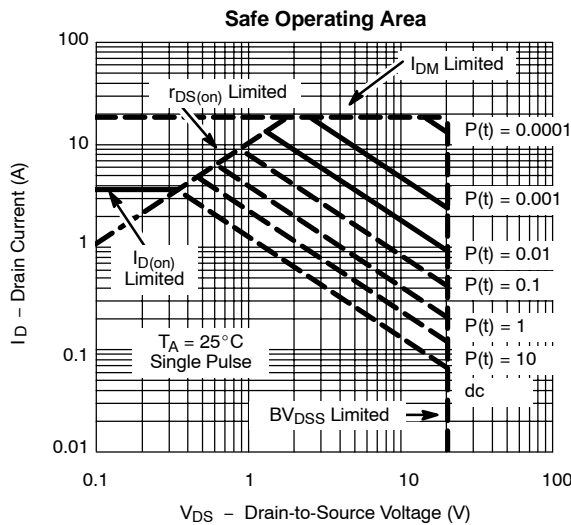 Safe Operating Area
100
10
1
0.1
0.01
I_D – Drain Current (A)
r_DS(on) Limited
I_DM Limited
I_D(on)
Limited
T_A = 25°C
Single Pulse
BV_DSS Limited
P(t) = 0.0001
P(t) = 0.001
P(t) = 0.01
P(t) = 0.1
P(t) = 1
P(t) = 10
dc
0.1
1
10
100
V_DS – Drain-to-Source Voltage (V)